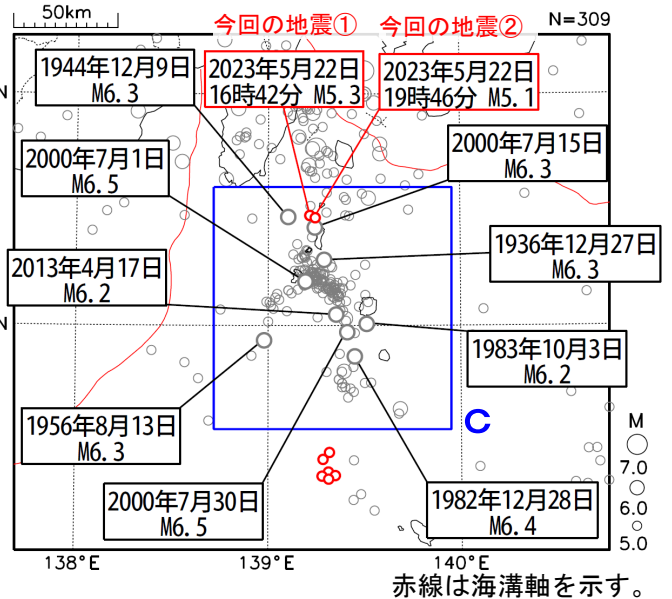 50km
今回の地震①
今回の地震②
N=309
1944年12月9日
M6.3
2023年5月22日
16時42分 M5.3
2023年5月22日
19時46分 M5.1
N
2000年7月1日
M6.5
2000年7月15日
M6.3
2013年4月17日
M6.2
1936年12月27日
M6.3
N
1983年10月3日
M6.2
1956年8月13日
M6.3
C
M
7.0
6.0
5.0
2000年7月30日
M6.5
1982年12月28日
M6.4
138°E
139°E
140°E
赤線は海溝軸を示す。